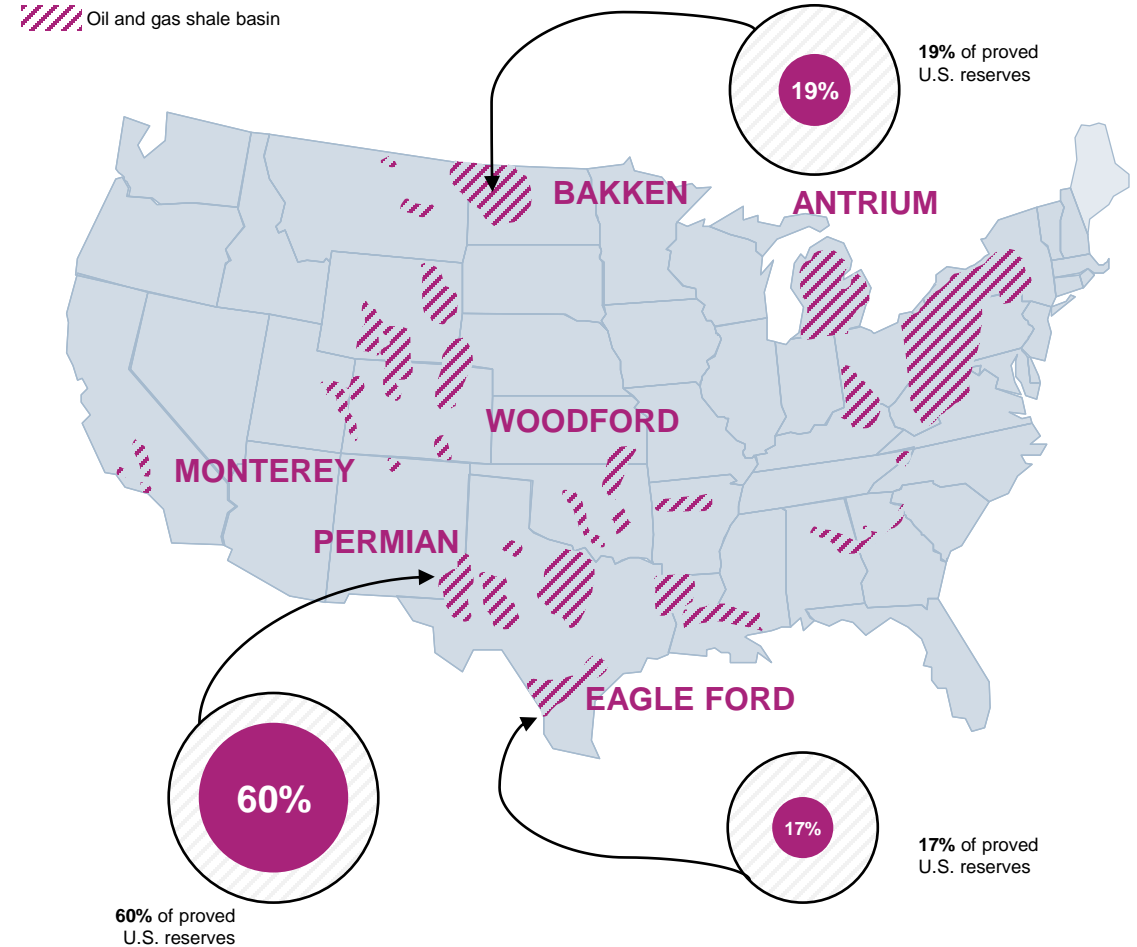 Oil and gas shale basin
19%
19% of proved
U.S. reserves
BAKKEN
ANTRIUM
WOODFORD
MONTEREY
PERMIAN
EAGLE FORD
60%
17%
17% of proved
U.S. reserves
60% of proved
U.S. reserves